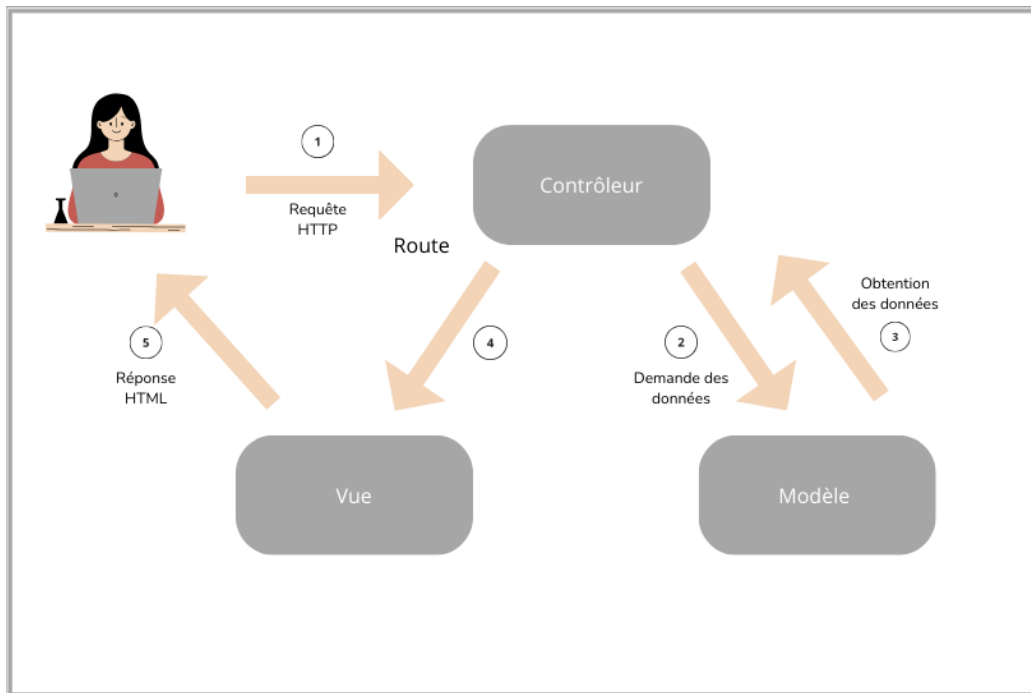 1
Requête
HTTP
Route
Contrôleur
Obtention
des données
3
2
Demande des
données
4
5
Réponse
HTML
Vue
Modèle